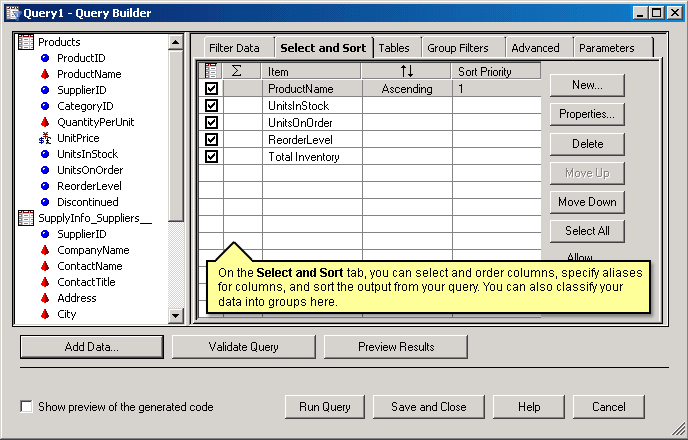 Query1 - Query Builder
Products
ProductID
ProductName
SupplierID
CategoryID
QuantityPerUnit
UnitPrice
UnitsInStock
UnitsOnOrder
ReorderLevel
Discontinued
SupplyInfo_Suppliers__
SupplierID
CompanyName
ContactName
ContactTitle
Address
City
Filter Data Select and Sort Tables Group Filters Advanced Parameters
Σ Item Sort Priority
ProductName Ascending 1
UnitsInStock
UnitsOnOrder
ReorderLevel
Total Inventory
New...
Properties...
Delete
Move Up
Move Down
Select All
Allow
On the Select and Sort tab, you can select and order columns, specify aliases
for columns, and sort the output from your query. You can also classify your
data into groups here.
Add Data... Validate Query Preview Results
Show preview of the generated code
Run Query Save and Close Help Cancel